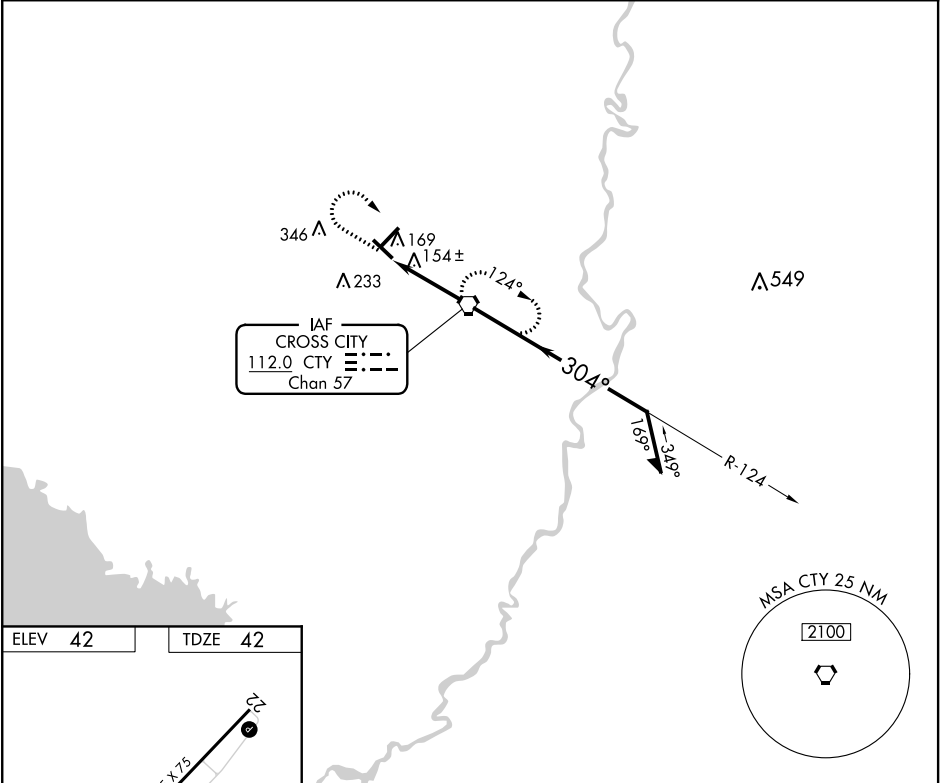 346
169
154 ±
233
124°
549
IAF
CROSS CITY
112.0 CTY
Chan 57
304°
169°
349°
R-124
MSA CTY 25 NM
2100
ELEV 42
TDZE 42
22
X 75
P